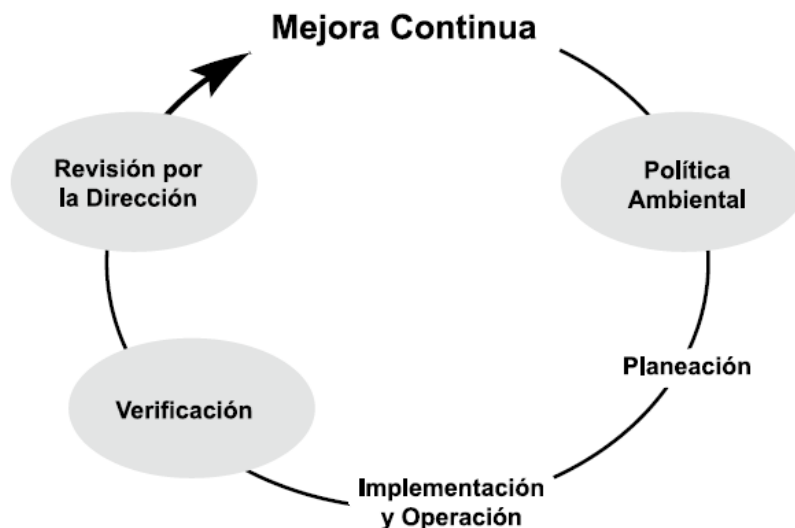 Mejora Continua
Política
Ambiental
Planeación
Implementación
y Operación
Verificación
Revisión por
la Dirección